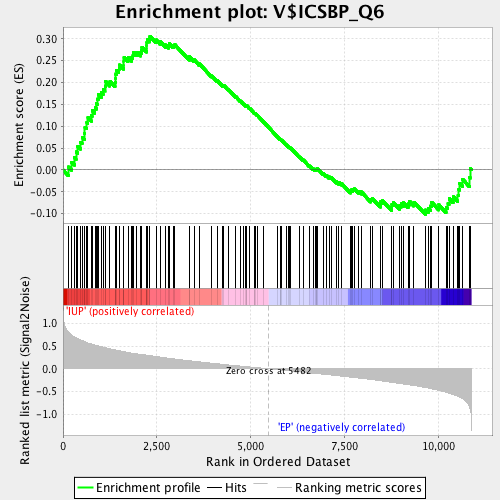 Enrichment plot: V$ICSBP_Q6
Enrichment score (ES)
0.30
0.25
0.20
0.15
0.10
0.05
0.00
-0.05
-0.10
'IUP' (positively correlated)
Ranked list metric (Signal2Noise)
1.0
0.5
0.0
-0.5
-1.0
Zero cross at 5482
'EP' (negatively correlated)
0 2,500 5,000 7,500 10,000
Rank in Ordered Dataset
Enrichment profile Hits Ranking metric scores